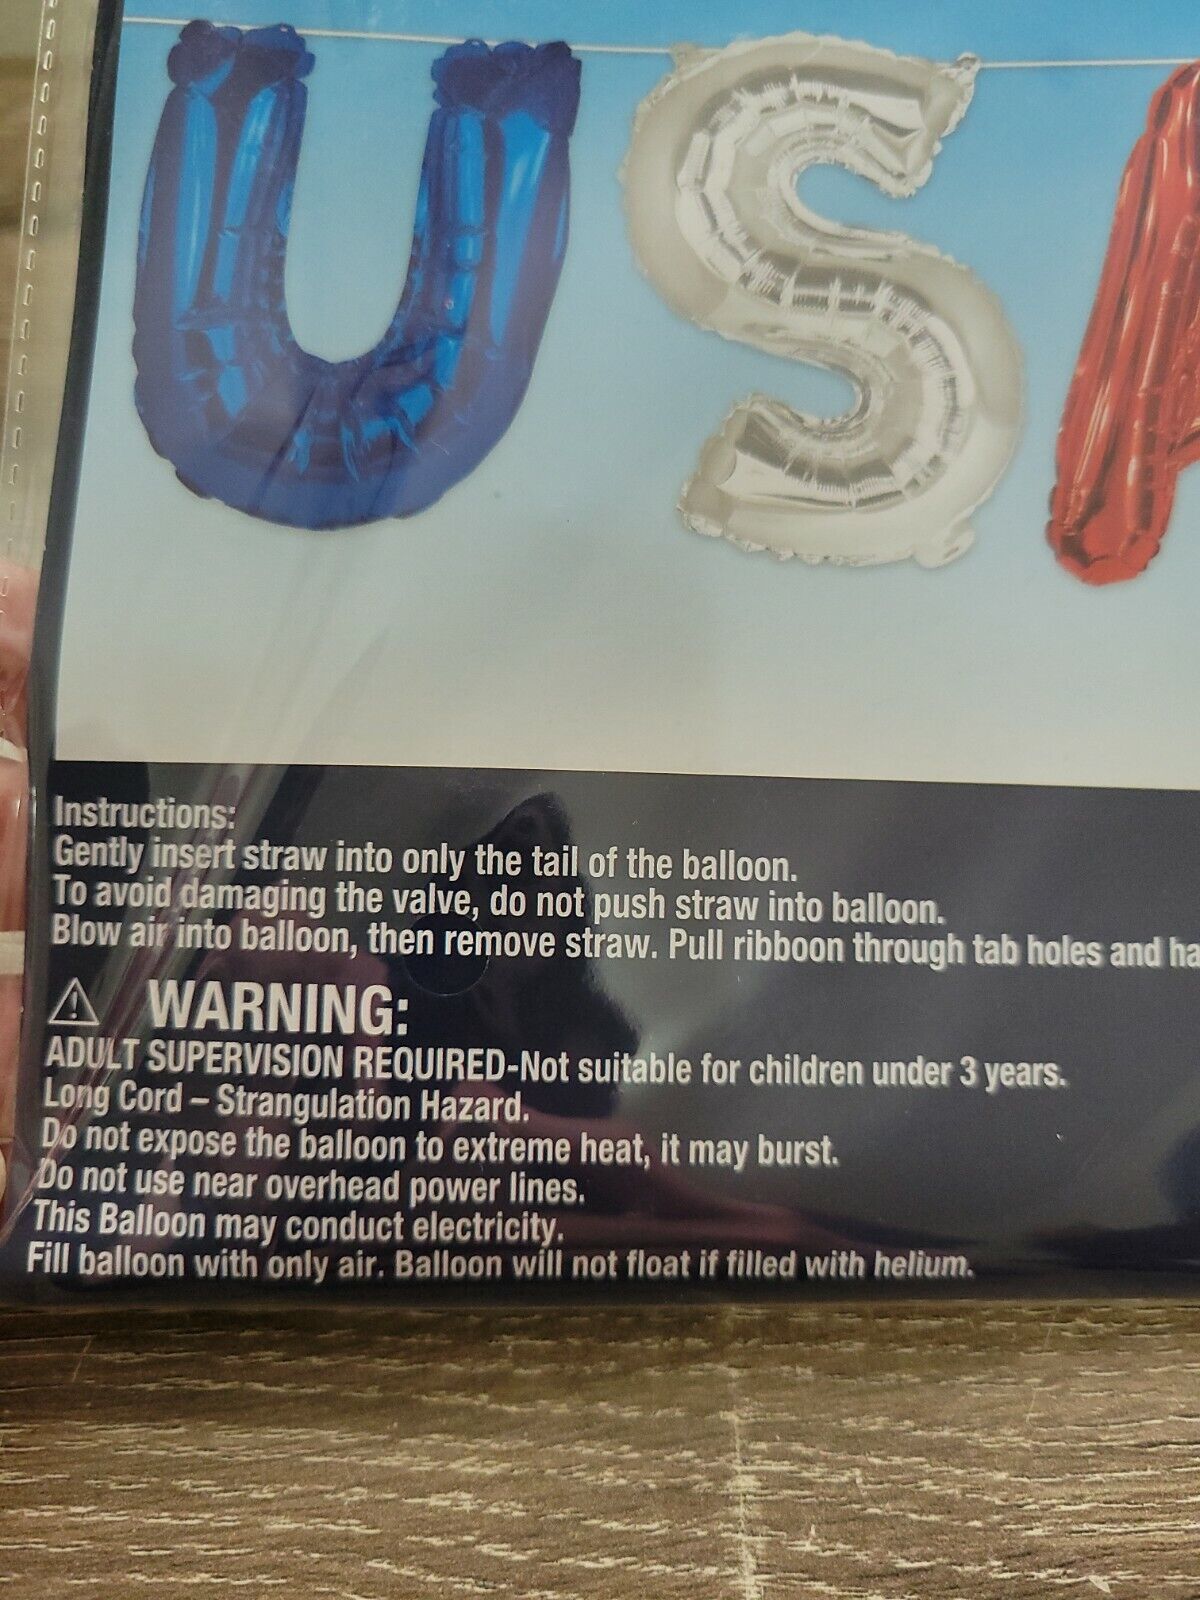 USA
Instructions:
Gently insert straw into only the tail of the balloon.
To avoid damaging the valve, do not push straw into balloon.
Blow air into balloon, then remove straw. Pull ribboon through tab holes and
WARNING:
ADULT SUPERVISION REQUIRED-Not suitable for children under 3 years.
Long Cord – Strangulation Hazard.
Do not expose the balloon to extreme heat, it may burst.
Do not use near overhead power lines.
This Balloon may conduct electricity.
Fill balloon with only air. Balloon will not float if filled with helium.